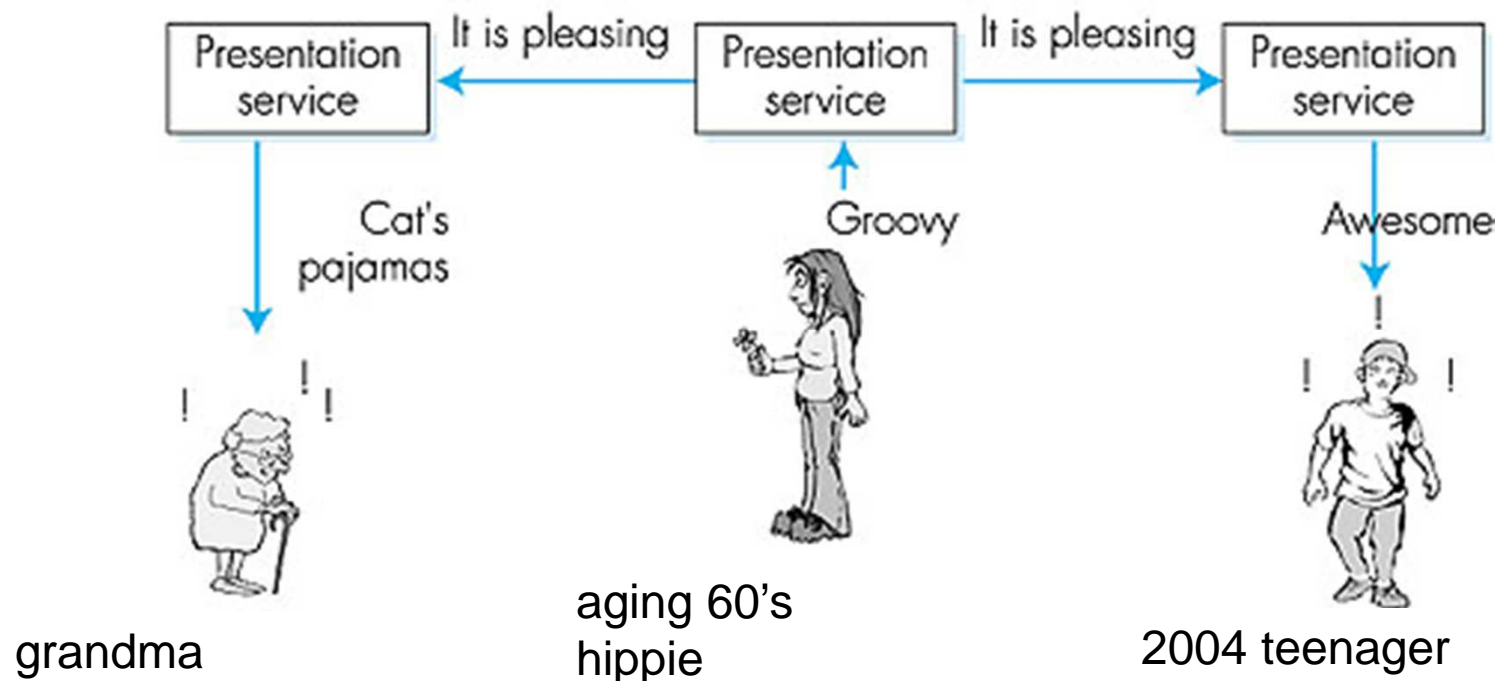 It is pleasing
It is pleasing
Presentation
service
Presentation
service
Presentation
service
Cat's
pajamas
Groovy
Awesome
! ! !
! ! !
grandma
aging 60’s
hippie
2004 teenager